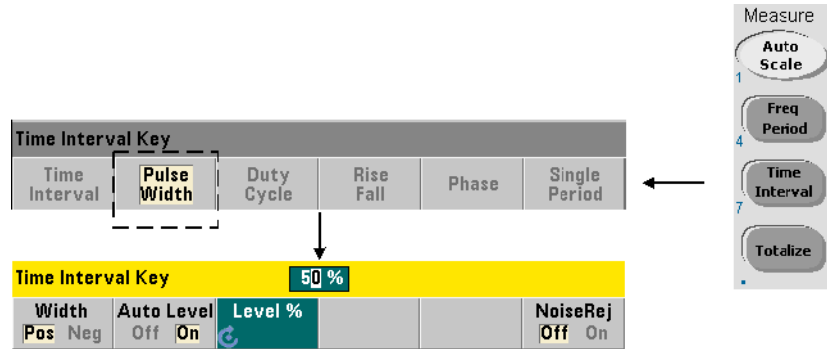 Measure
Auto
Scale
1
Freq
Period
4
Time
Interval
7
Totalize
.
Time Interval Key
Time Interval
Pulse Width
Duty Cycle
Rise Fall
Phase
Single Period
Time Interval Key 50 %
Width Auto Level Level % NoiseRej
Pos Neg Off On Off On